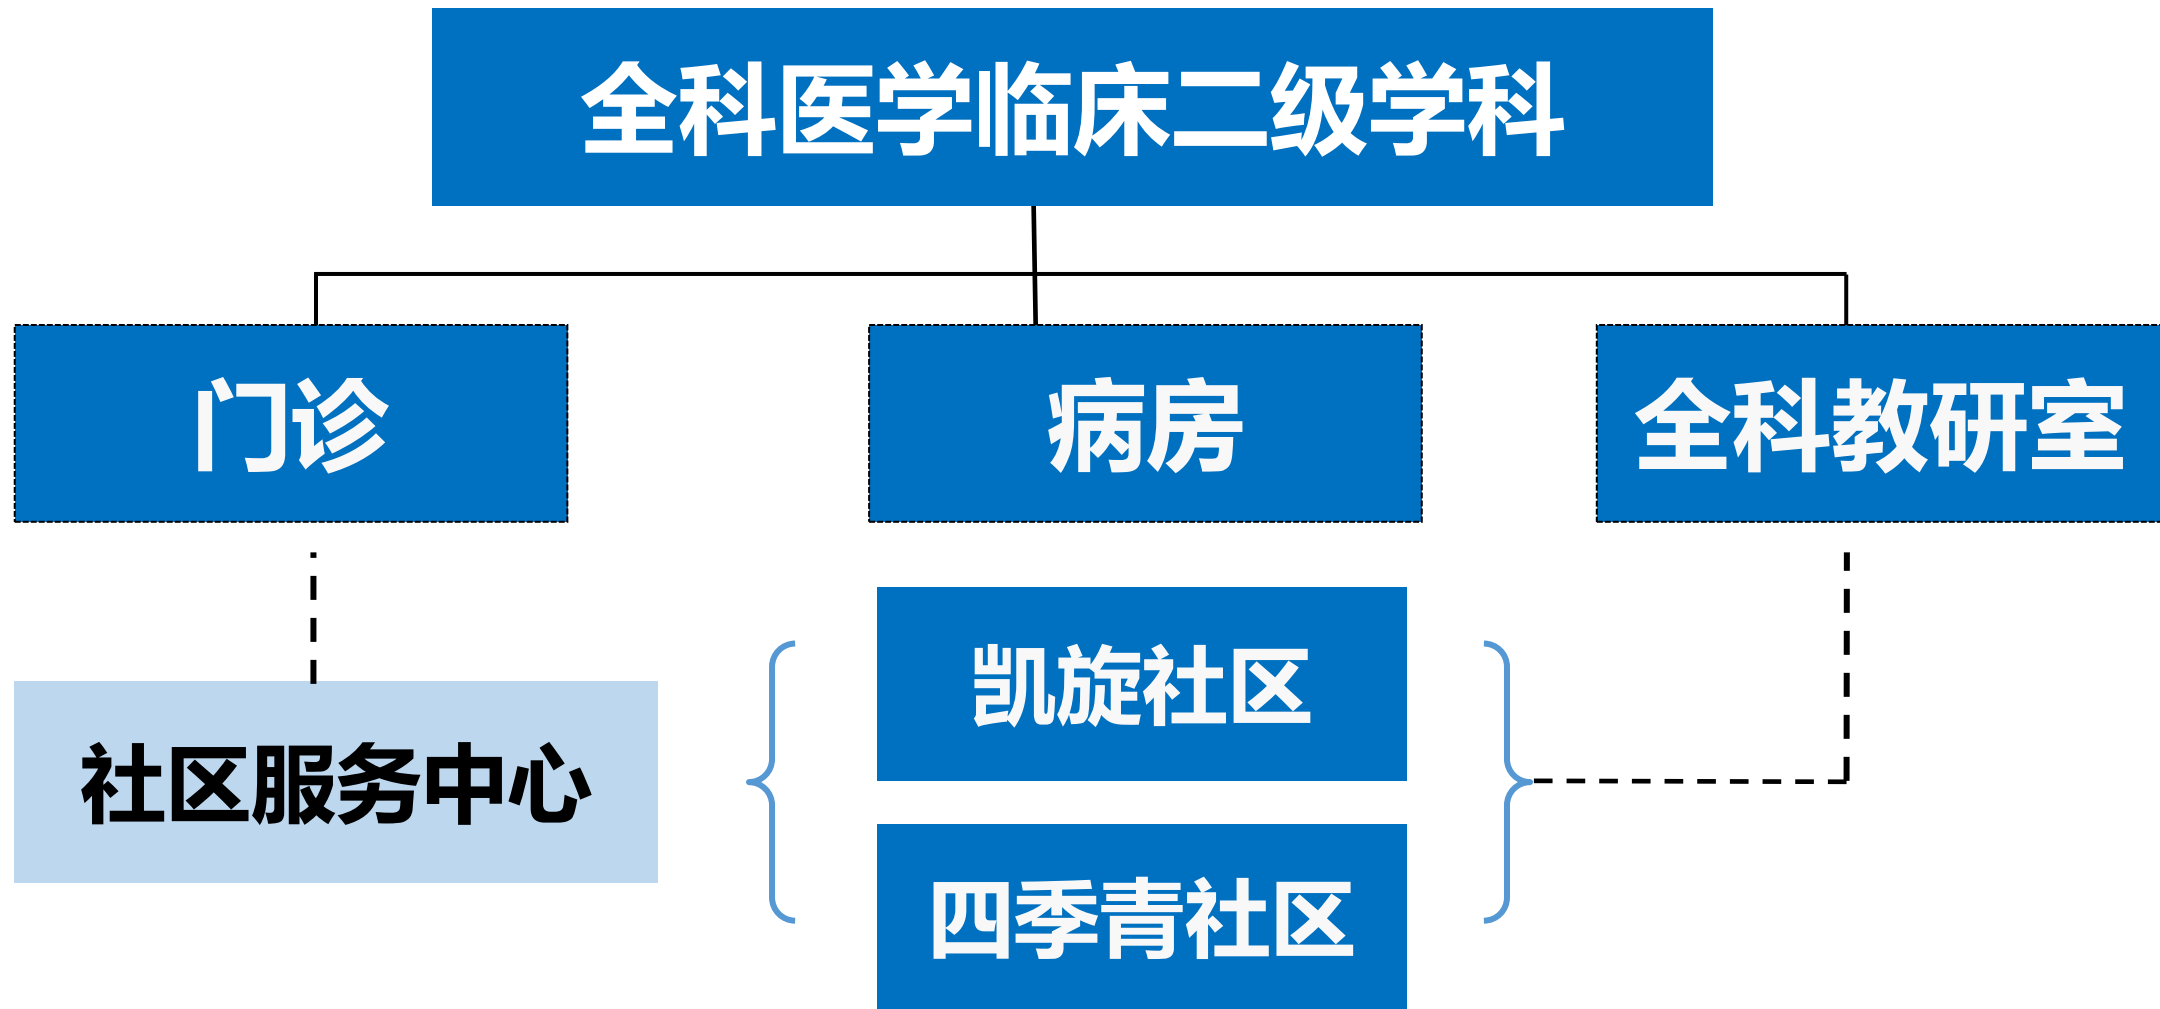 全科医学临床二级学科
门诊
病房
全科教研室
社区服务中心
凯旋社区
四季青社区